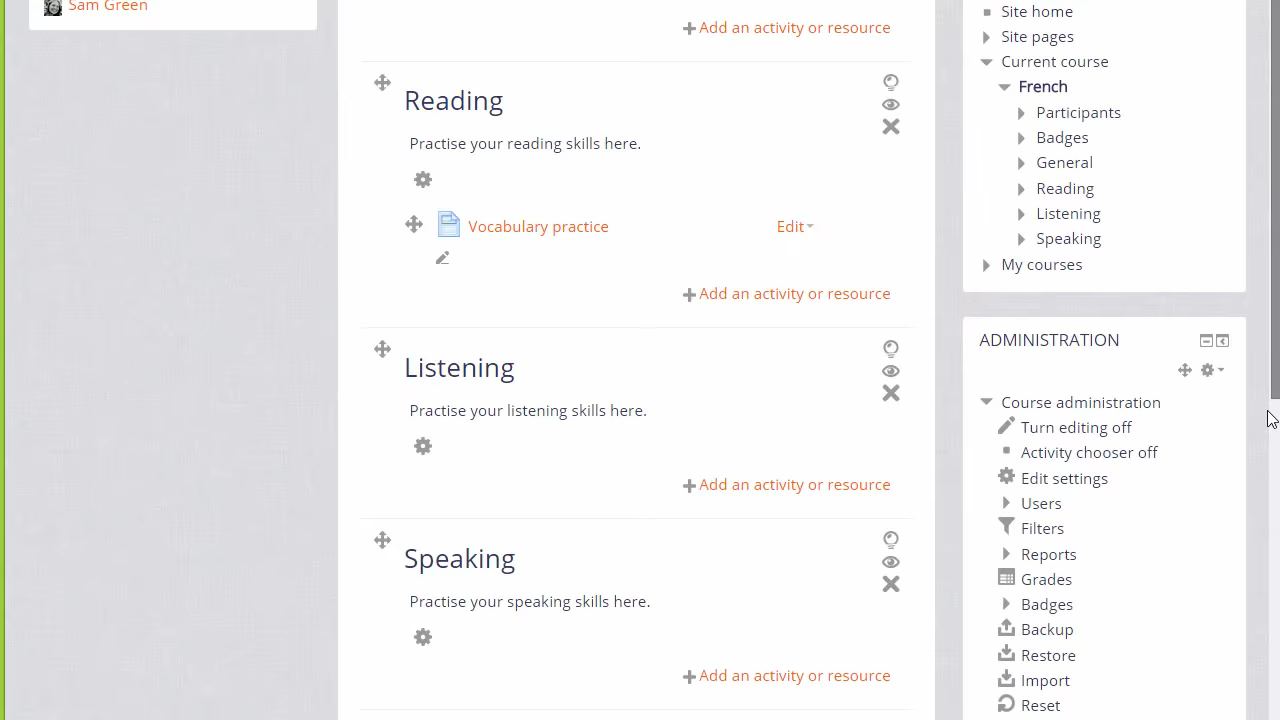 Sam Green
Add an activity or resource
Reading
Practise your reading skills here.
Vocabulary practice
Edit
Add an activity or resource
Listening
Practise your listening skills here.
Add an activity or resource
Speaking
Practise your speaking skills here.
Add an activity or resource
Site home
Site pages
Current course
French
Participants
Badges
General
Reading
Listening
Speaking
My courses
ADMINISTRATION
Course administration
Turn editing off
Activity chooser off
Edit settings
Users
Filters
Reports
Grades
Badges
Backup
Restore
Import
Reset